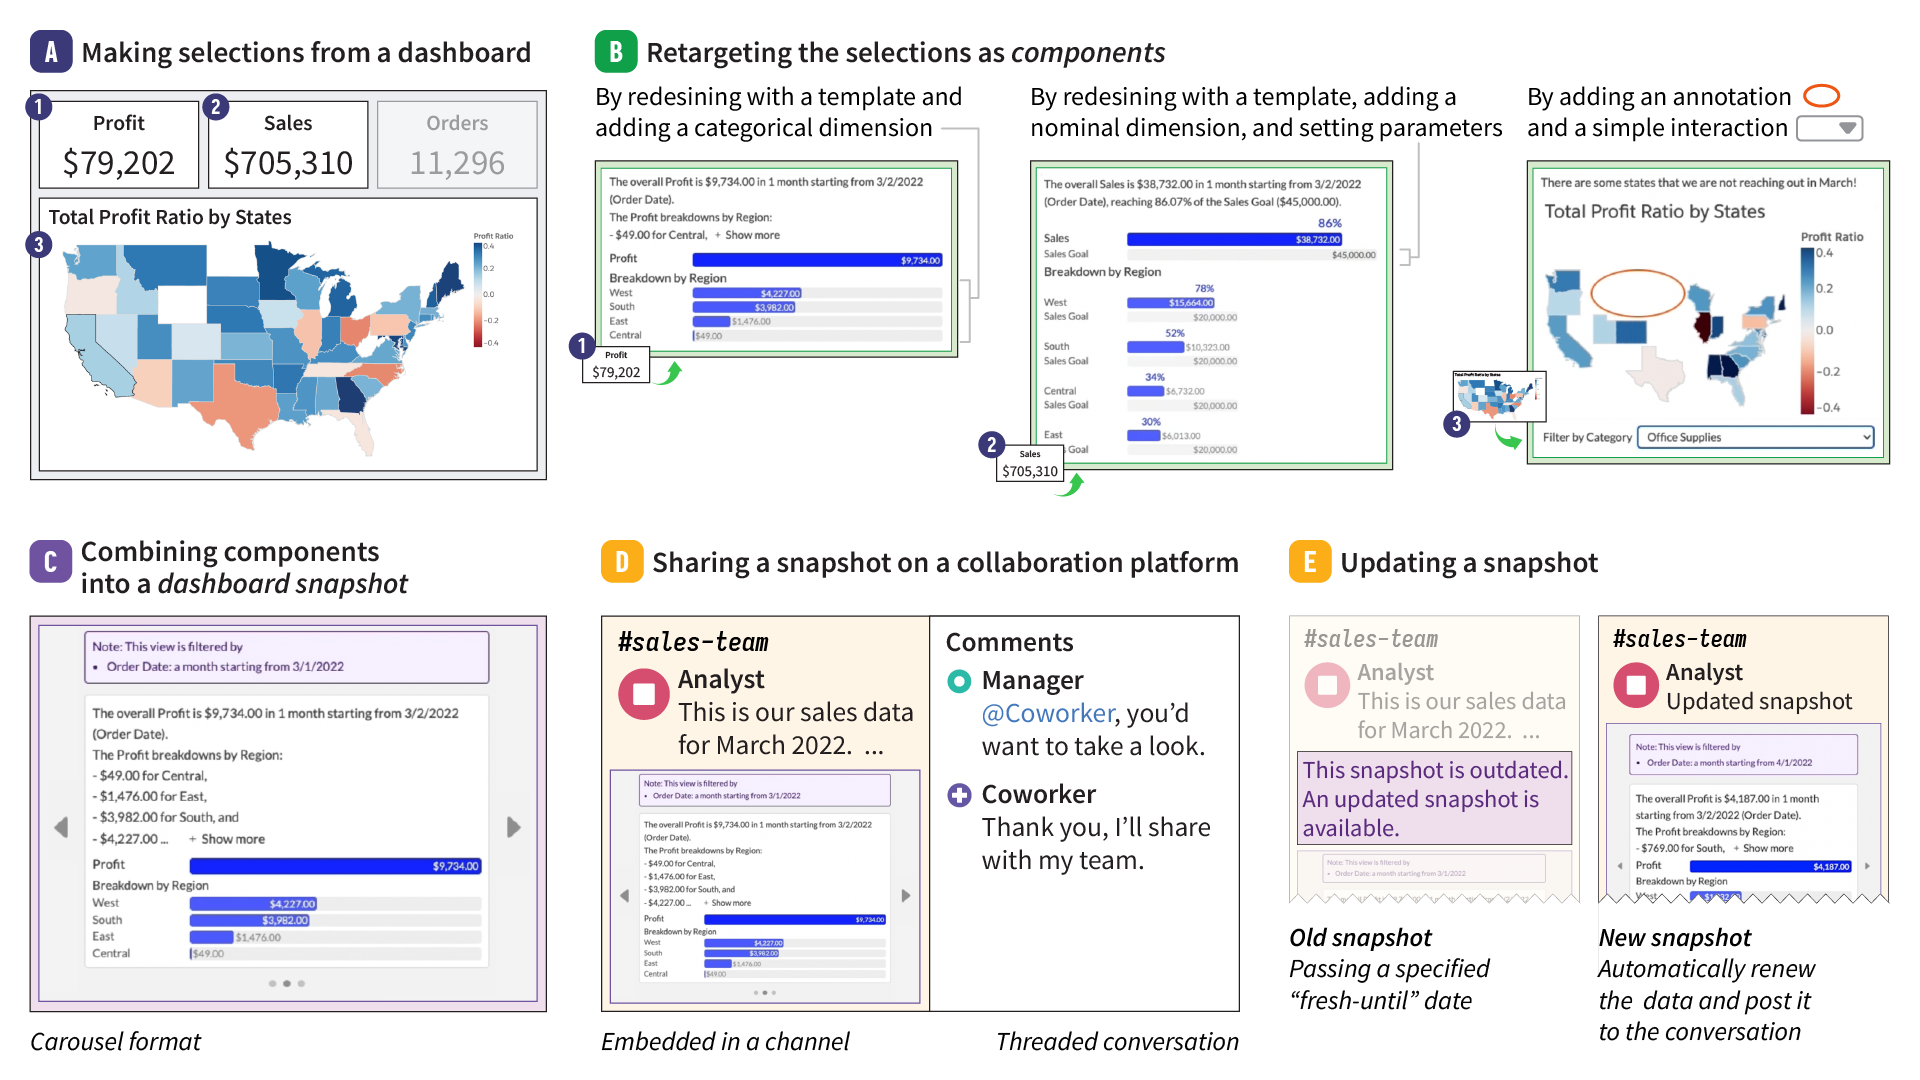 A Making selections from a dashboard
1
Profit
$79,202
2
Sales
$705,310
Orders
11,296
3
Total Profit Ratio by States
Profit Ratio
0.4
0.2
0.0
−0.2
−0.4
B Retargeting the selections as components
By redesining with a template and
adding a categorical dimension
The overall Profit is $9,734.00 in 1 month starting from 3/2/2022
(Order Date).
The Profit breakdowns by Region:
- $49.00 for Central, + Show more
Profit $9,734.00
Breakdown by Region
West $4,227.00
South $3,982.00
East $1,476.00
Central $49.00
1
Profit
$79,202
By redesining with a template, adding a
nominal dimension, and setting parameters
The overall Sales is $38,732.00 in 1 month starting from 3/2/2022
(Order Date), reaching 86.07% of the Sales Goal ($45,000.00).
86%
Sales $38,732.00
Sales Goal $45,000.00
Breakdown by Region
78%
West $15,664.00
Sales Goal $20,000.00
52%
South $10,323.00
Sales Goal $20,000.00
34%
Central $6,732.00
Sales Goal $20,000.00
30%
East $6,013.00
s Goal $20,000.00
2
Sales
$705,310
By adding an annotation
and a simple interaction
There are some states that we are not reaching out in March!
Total Profit Ratio by States
Profit Ratio
0.4
0.2
0.0
−0.2
−0.4
Total Profit Ratio by States
3
Filter by Category Office Supplies
C Combining components
into a dashboard snapshot
Note: This view is filtered by
• Order Date: a month starting from 3/1/2022
The overall Profit is $9,734.00 in 1 month starting from 3/2/2022
(Order Date).
The Profit breakdowns by Region:
- $49.00 for Central,
- $1,476.00 for East,
- $3,982.00 for South, and
- $4,227.00 ... + Show more
Profit $9,734.00
Breakdown by Region
West $4,227.00
South $3,982.00
East $1,476.00
Central $49.00
Carousel format
D Sharing a snapshot on a collaboration platform
#sales-team
Analyst
This is our sales data
for March 2022. ...
Note: This view is filtered by
• Order Date: a month starting from 3/1/2022
The overall Profit is $9,734.00 in 1 month starting from 3/2/2022
(Order Date).
The Profit breakdowns by Region:
- $49.00 for Central,
- $1,476.00 for East,
- $3,982.00 for South, and
- $4,227.00 ... + Show more
Profit $9,734.00
Breakdown by Region
West $4,227.00
South $3,982.00
East $1,476.00
Central $49.00
Embedded in a channel
Comments
Manager
@Coworker, you’d
want to take a look.
Coworker
Thank you, I’ll share
with my team.
Threaded conversation
E Updating a snapshot
#sales-team
Analyst
This is our sales data
for March 2022. ...
This snapshot is outdated.
An updated snapshot is
available.
Note: This view is filtered by
• Order Date: a month starting from 3/1/2022
Old snapshot
Passing a specified
“fresh-until” date
#sales-team
Analyst
Updated snapshot
Note: This view is filtered by
• Order Date: a month starting from 4/1/2022
The overall Profit is $4,187.00 in 1 month
starting from 3/2/2022 (Order Date).
The Profit breakdowns by Region:
- $769.00 for South, + Show more
Profit $4,187.00
Breakdown by Region
West
New snapshot
Automatically renew
the data and post it
to the conversation